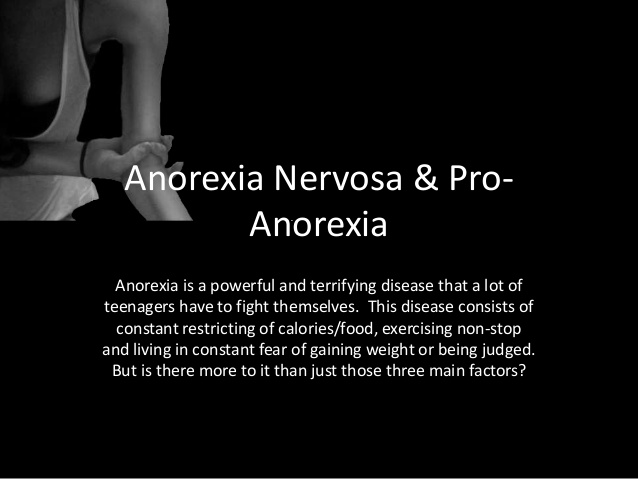 Anorexia Nervosa & Pro-
Anorexia
Anorexia is a powerful and terrifying disease that a lot of
teenagers have to fight themselves.  This disease consists of
constant restricting of calories/food, exercising non-stop
and living in constant fear of gaining weight or being judged.
But is there more to it than just those three main factors?